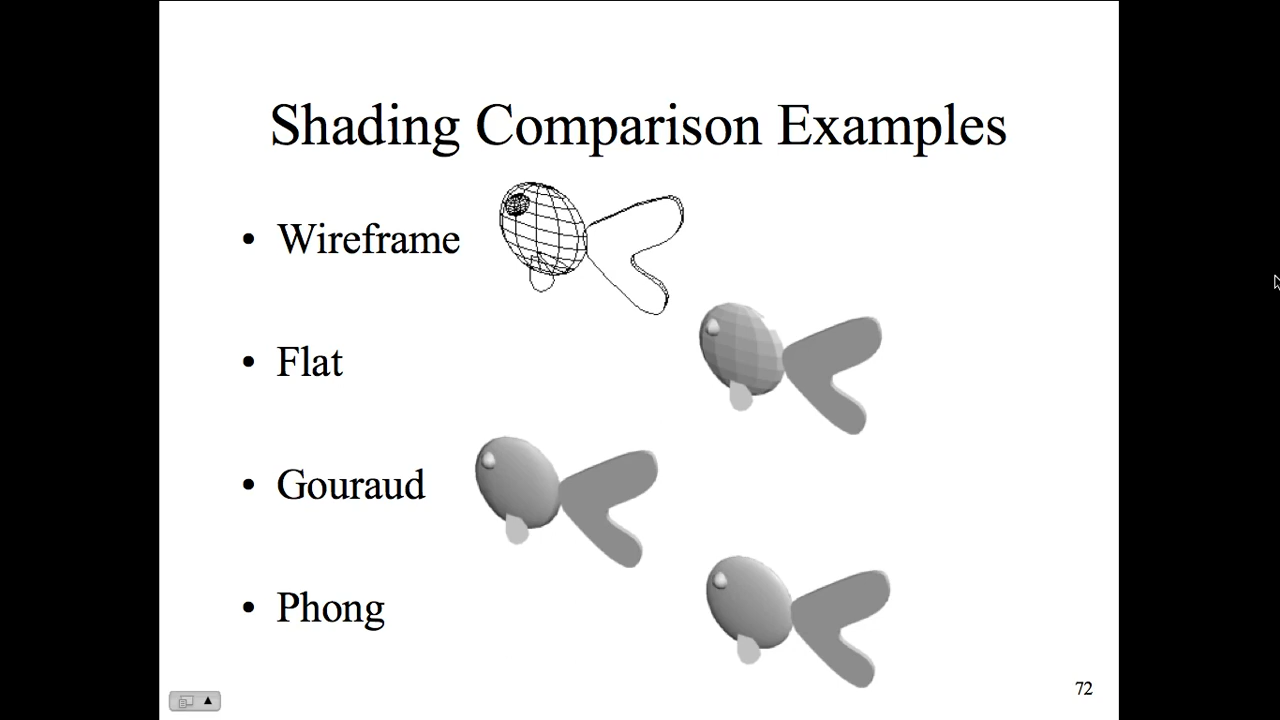 Shading Comparison Examples
• Wireframe
• Flat
• Gouraud
• Phong
72